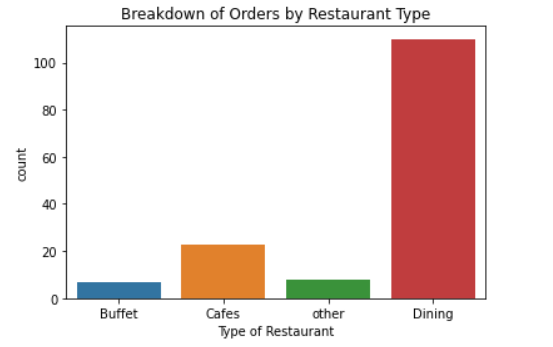 Breakdown of Orders by Restaurant Type
100
80
60
40
20
0
count
Buffet Cafes other Dining
Type of Restaurant